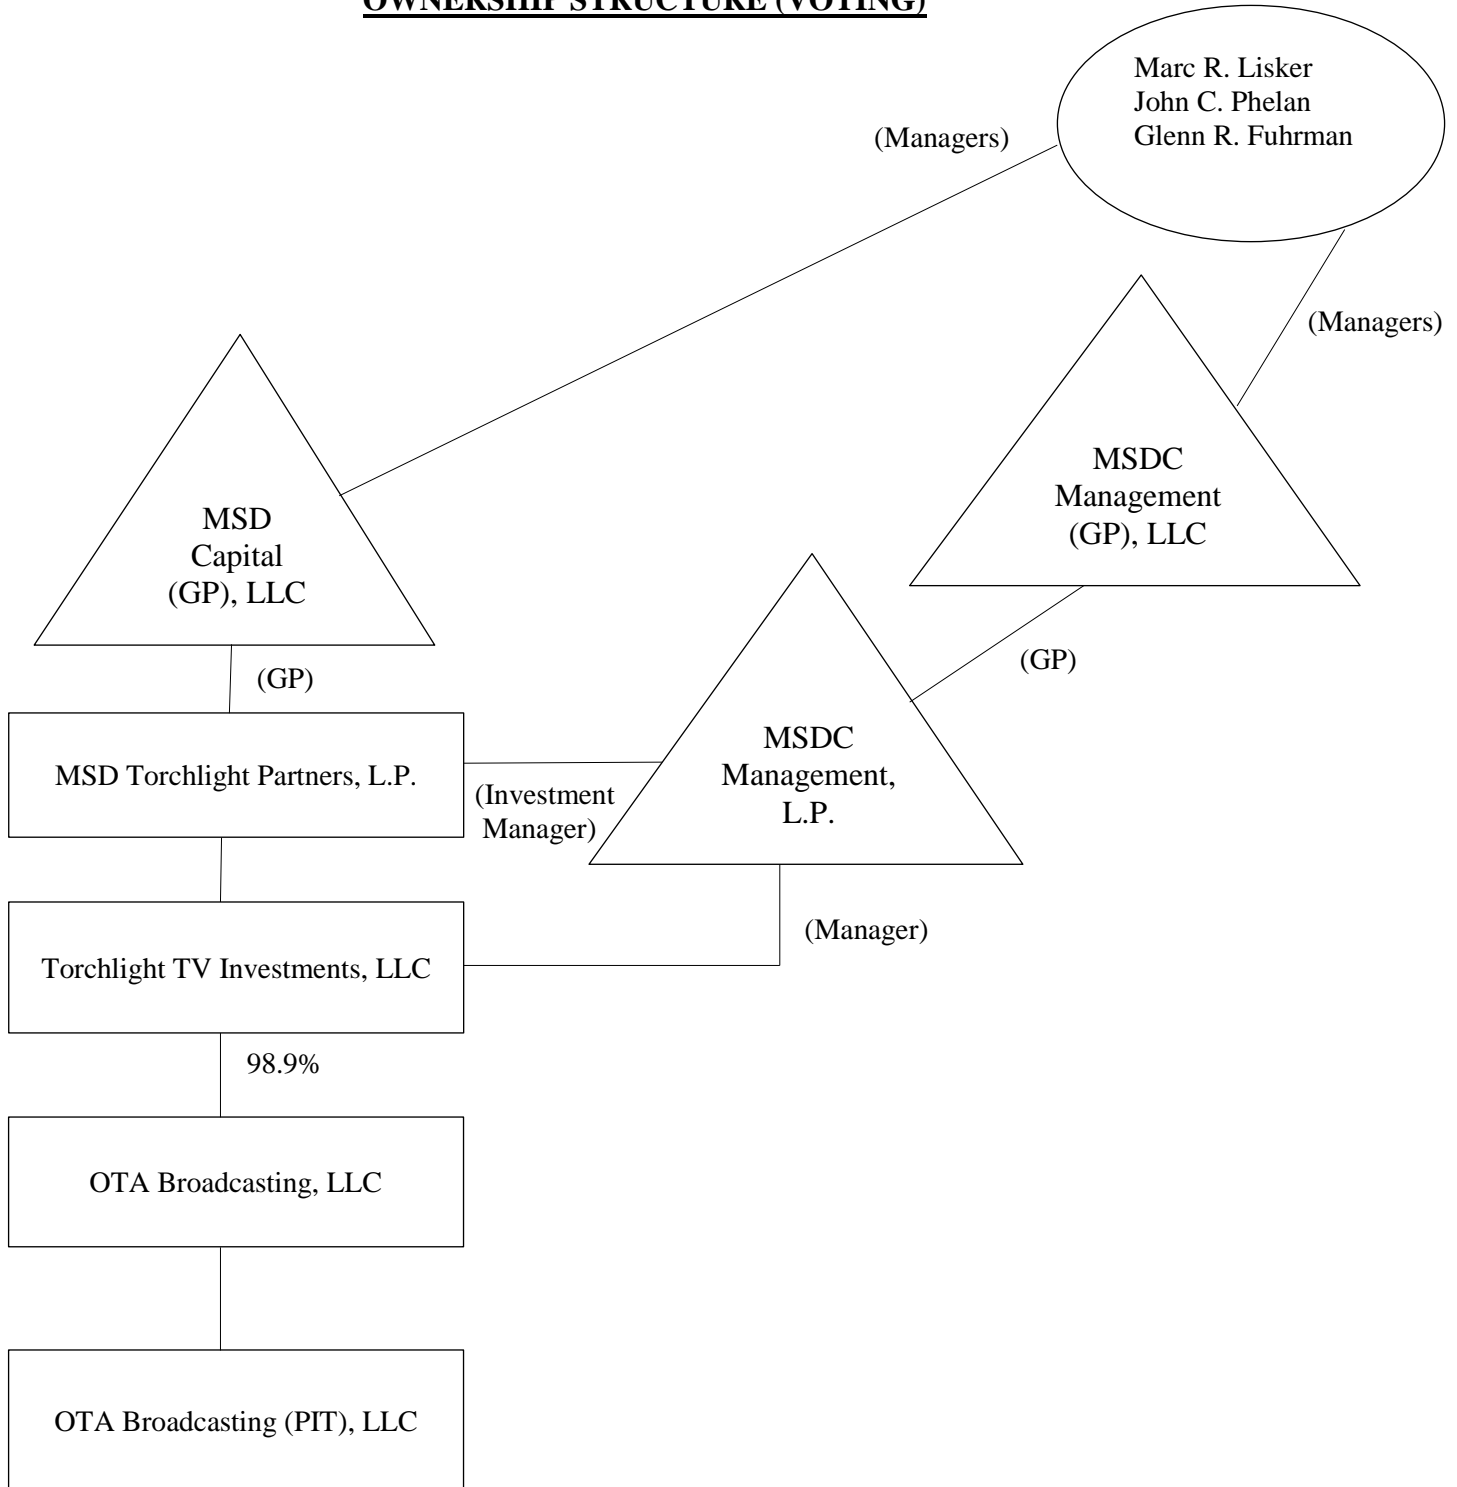 OWNERSHIP STRUCTURE (VOTING)
Marc R. Lisker
John C. Phelan
Glenn R. Fuhrman
(Managers)
(Managers)
MSDC
Management
(GP), LLC
MSD
Capital
(GP), LLC
(GP)
(GP)
MSDC
Management,
L.P.
MSD Torchlight Partners, L.P.
(Investment
Manager)
(Manager)
Torchlight TV Investments, LLC
98.9%
OTA Broadcasting, LLC
OTA Broadcasting (PIT), LLC